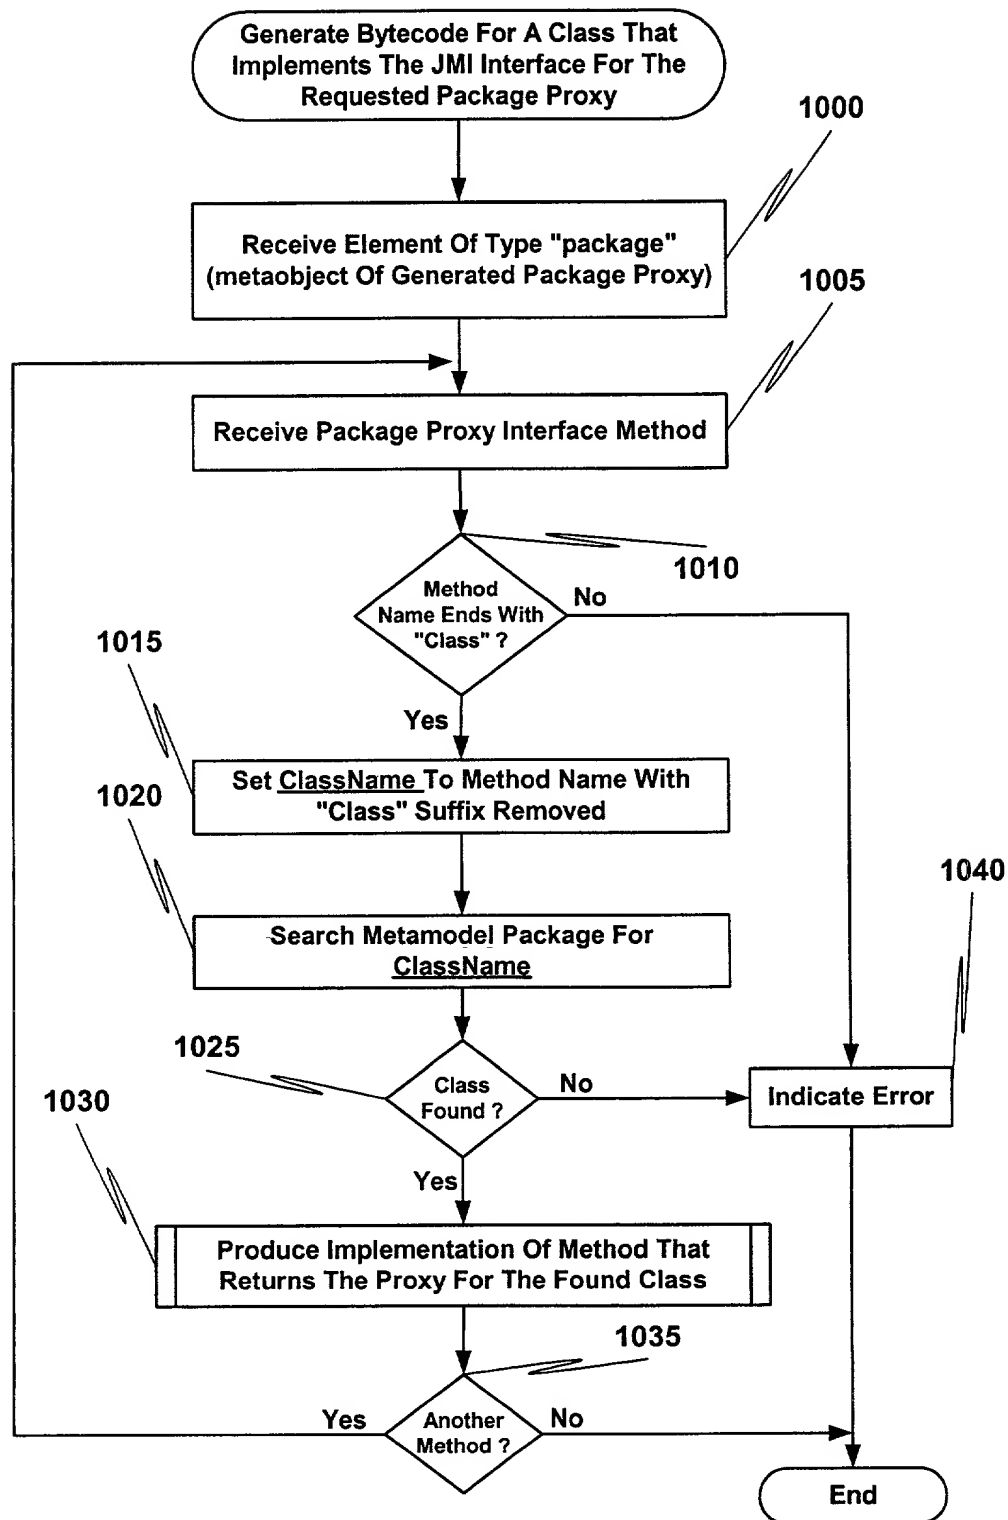 Generate Bytecode For A Class That
Implements The JMI Interface For The
Requested Package Proxy
1000
Receive Element Of Type "package"
(metaobject Of Generated Package Proxy)
1005
Receive Package Proxy Interface Method
1010
Method
Name Ends With
"Class" ?
No
1015
Yes
Set ClassName To Method Name With
"Class" Suffix Removed
1020
1040
Search Metamodel Package For
ClassName
1025
Class
Found ?
No
Indicate Error
1030
Yes
Produce Implementation Of Method That
Returns The Proxy For The Found Class
1035
Yes
Another
Method ?
No
End